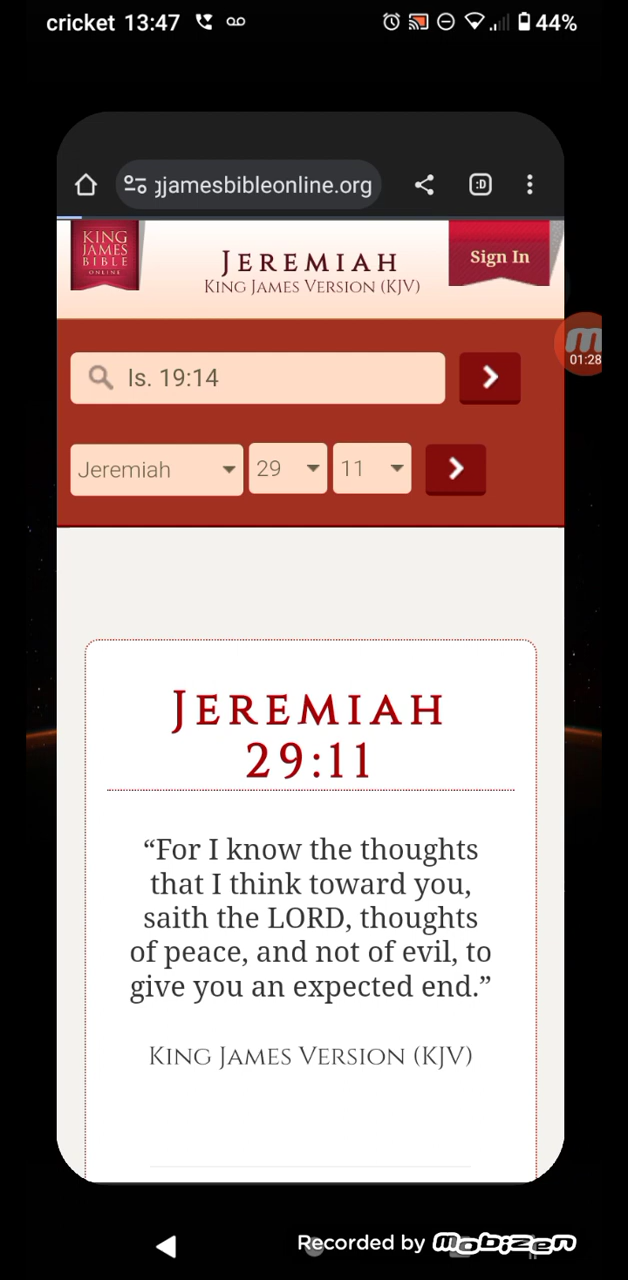 cricket 13:47
44%
gjamesbibleonline.org
:D
KING
JAMES
BIBLE
ONLINE
JEREMIAH
KING JAMES VERSION (KJV)
Sign In
01:28
Is. 19:14
Jeremiah 29 11
JEREMIAH
29:11
“For I know the thoughts
that I think toward you,
saith the LORD, thoughts
of peace, and not of evil, to
give you an expected end.”
KING JAMES VERSION (KJV)
Recorded by mobizen